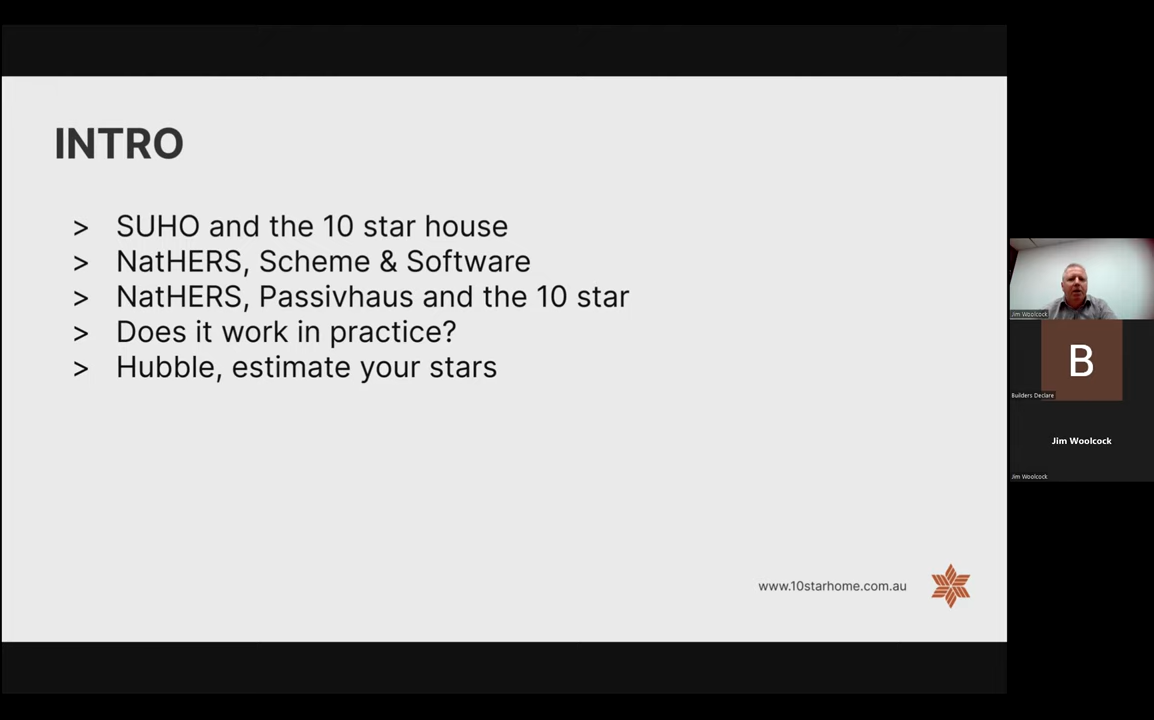 INTRO
> SUHO and the 10 star house
> NatHERS, Scheme & Software
> NatHERS, Passivhaus and the 10 star
> Does it work in practice?
> Hubble, estimate your stars
www.10starhome.com.au
Jim Woolcock
B
Builders Declare
Jim Woolcock
Jim Woolcock